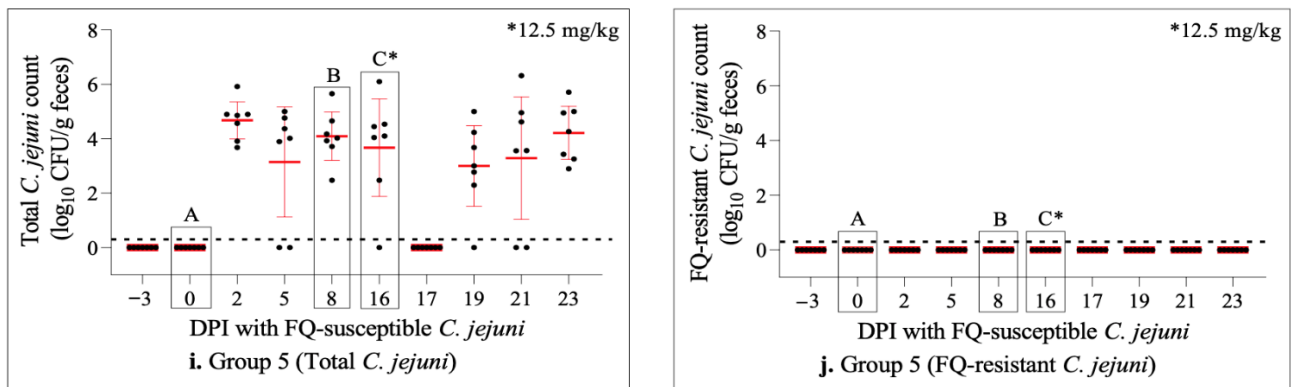 *12.5 mg/kg
Total C. jejuni count
(log10 CFU/g feces)
8
6
4
2
0
A
B
C*
−3 0 2 5 8 16 17 19 21 23
DPI with FQ-susceptible C. jejuni
i. Group 5 (Total C. jejuni)
*12.5 mg/kg
FQ-resistant C. jejuni count
(log10 CFU/g feces)
8
6
4
2
0
A
B
C*
−3 0 2 5 8 16 17 19 21 23
DPI with FQ-susceptible C. jejuni
j. Group 5 (FQ-resistant C. jejuni)